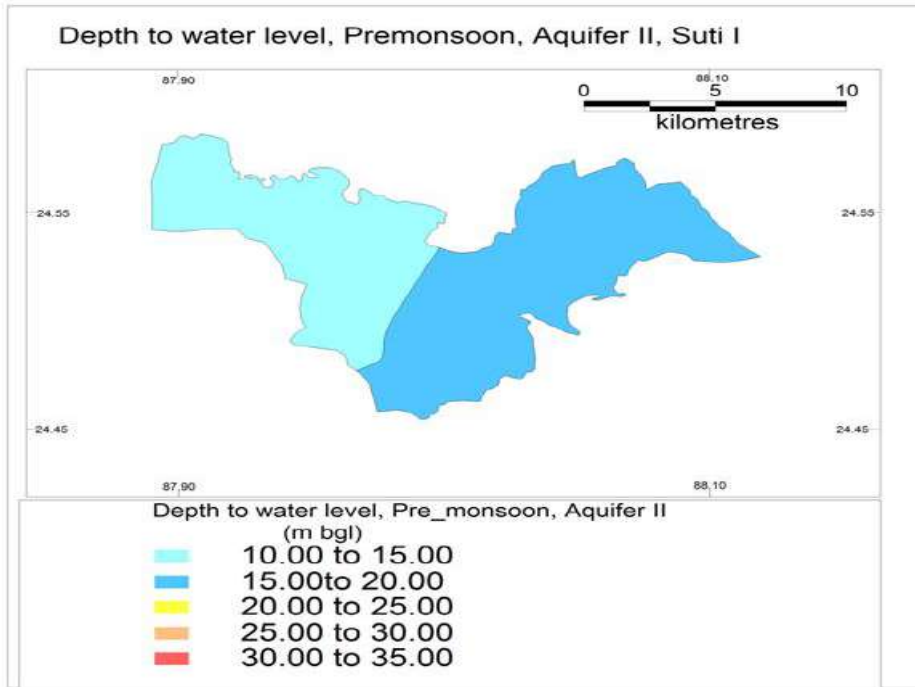 Depth to water level, Premonsoon, Aquifer II, Suti I
87.90
88.10
0 5 10
kilometres
24.55
24.55
24.45
24.45
87.90
88.10
Depth to water level, Pre_monsoon, Aquifer II
(m bgl)
10.00 to 15.00
15.00to 20.00
20.00 to 25.00
25.00 to 30.00
30.00 to 35.00